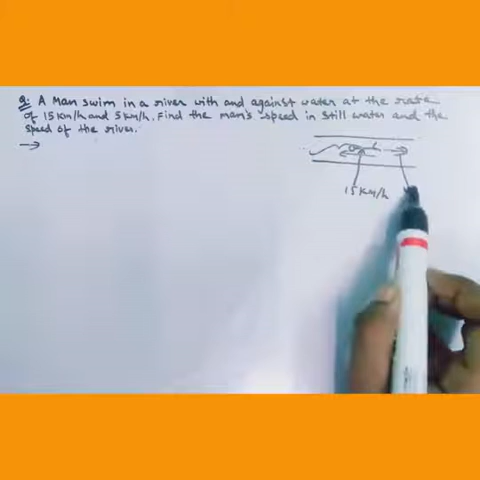 Q. A Man swim in a river with and against water at the rate
of 15 Km/h and 5 km/h. Find the man's speed in still water and the
speed of the river.
→
15 KM/h